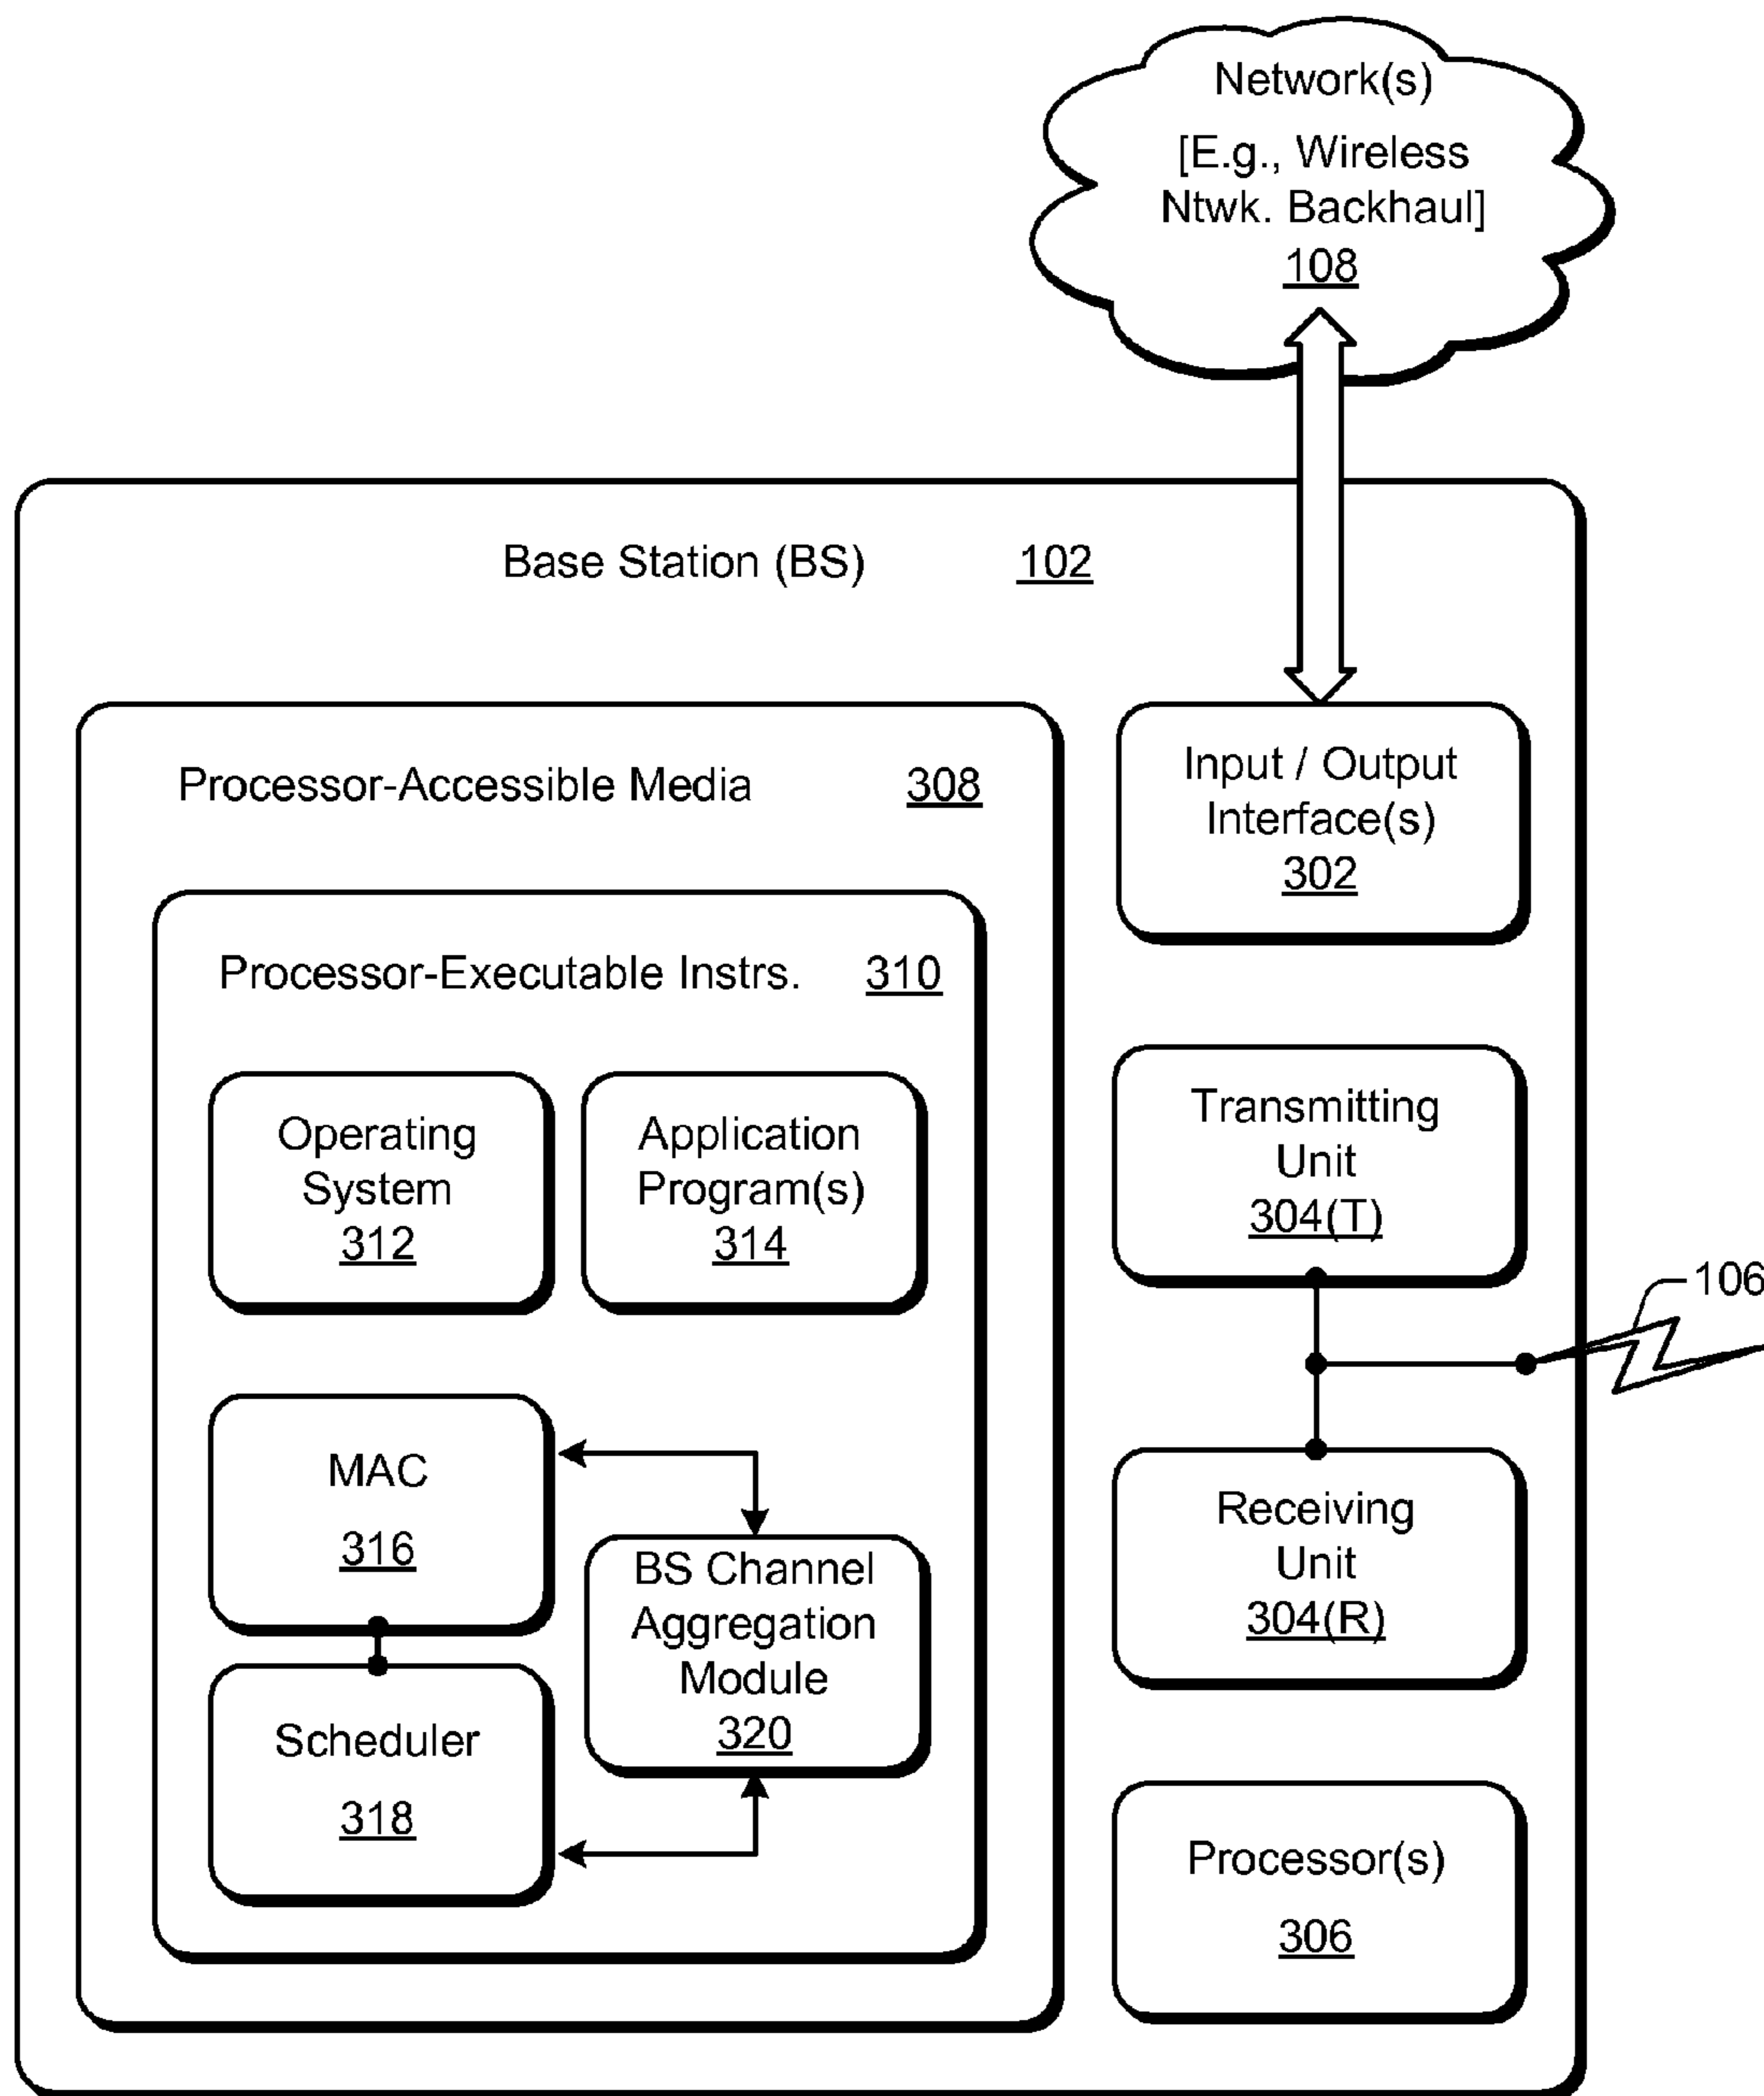 Network(s)
[E.g., Wireless
Ntwk. Backhaul]
108
Base Station (BS) 102
Processor-Accessible Media 308
Input / Output
Interface(s)
302
Processor-Executable Instrs. 310
Operating
System
312
Application
Program(s)
314
Transmitting
Unit
304(T)
106
MAC
316
BS Channel
Aggregation
Module
320
Receiving
Unit
304(R)
Scheduler
318
Processor(s)
306